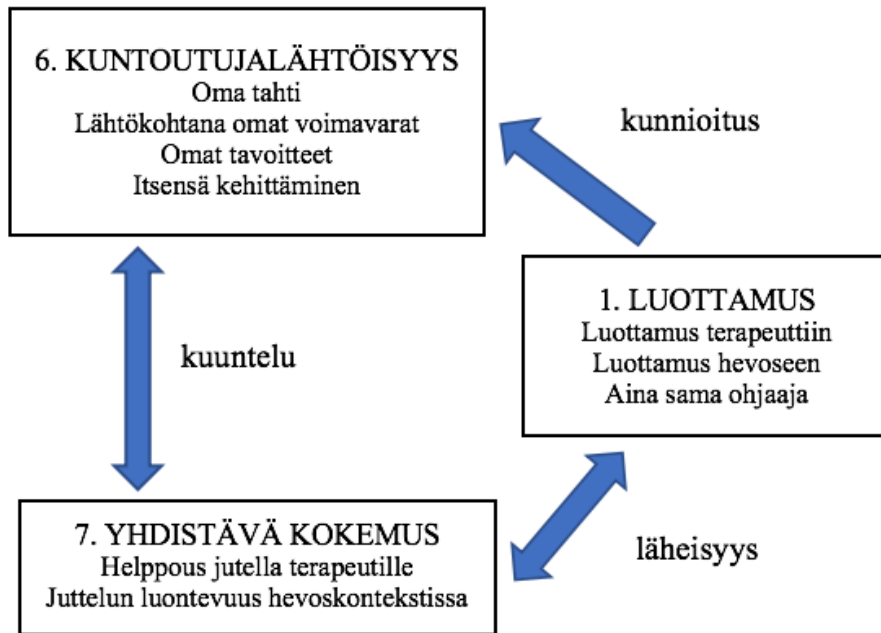 6. KUNTOUTUJALÄHTÖISYYS
Oma tahti
Lähtökohtana omat voimavarat
Omat tavoitteet
Itsensä kehittäminen
kunnioitus
1. LUOTTAMUS
Luottamus terapeuttiin
Luottamus hevoseen
Aina sama ohjaaja
kuuntelu
7. YHDISTÄVÄ KOKEMUS
Helppous jutella terapeutille
Juttelun luontevuus hevoskontekstissa
läheisyys